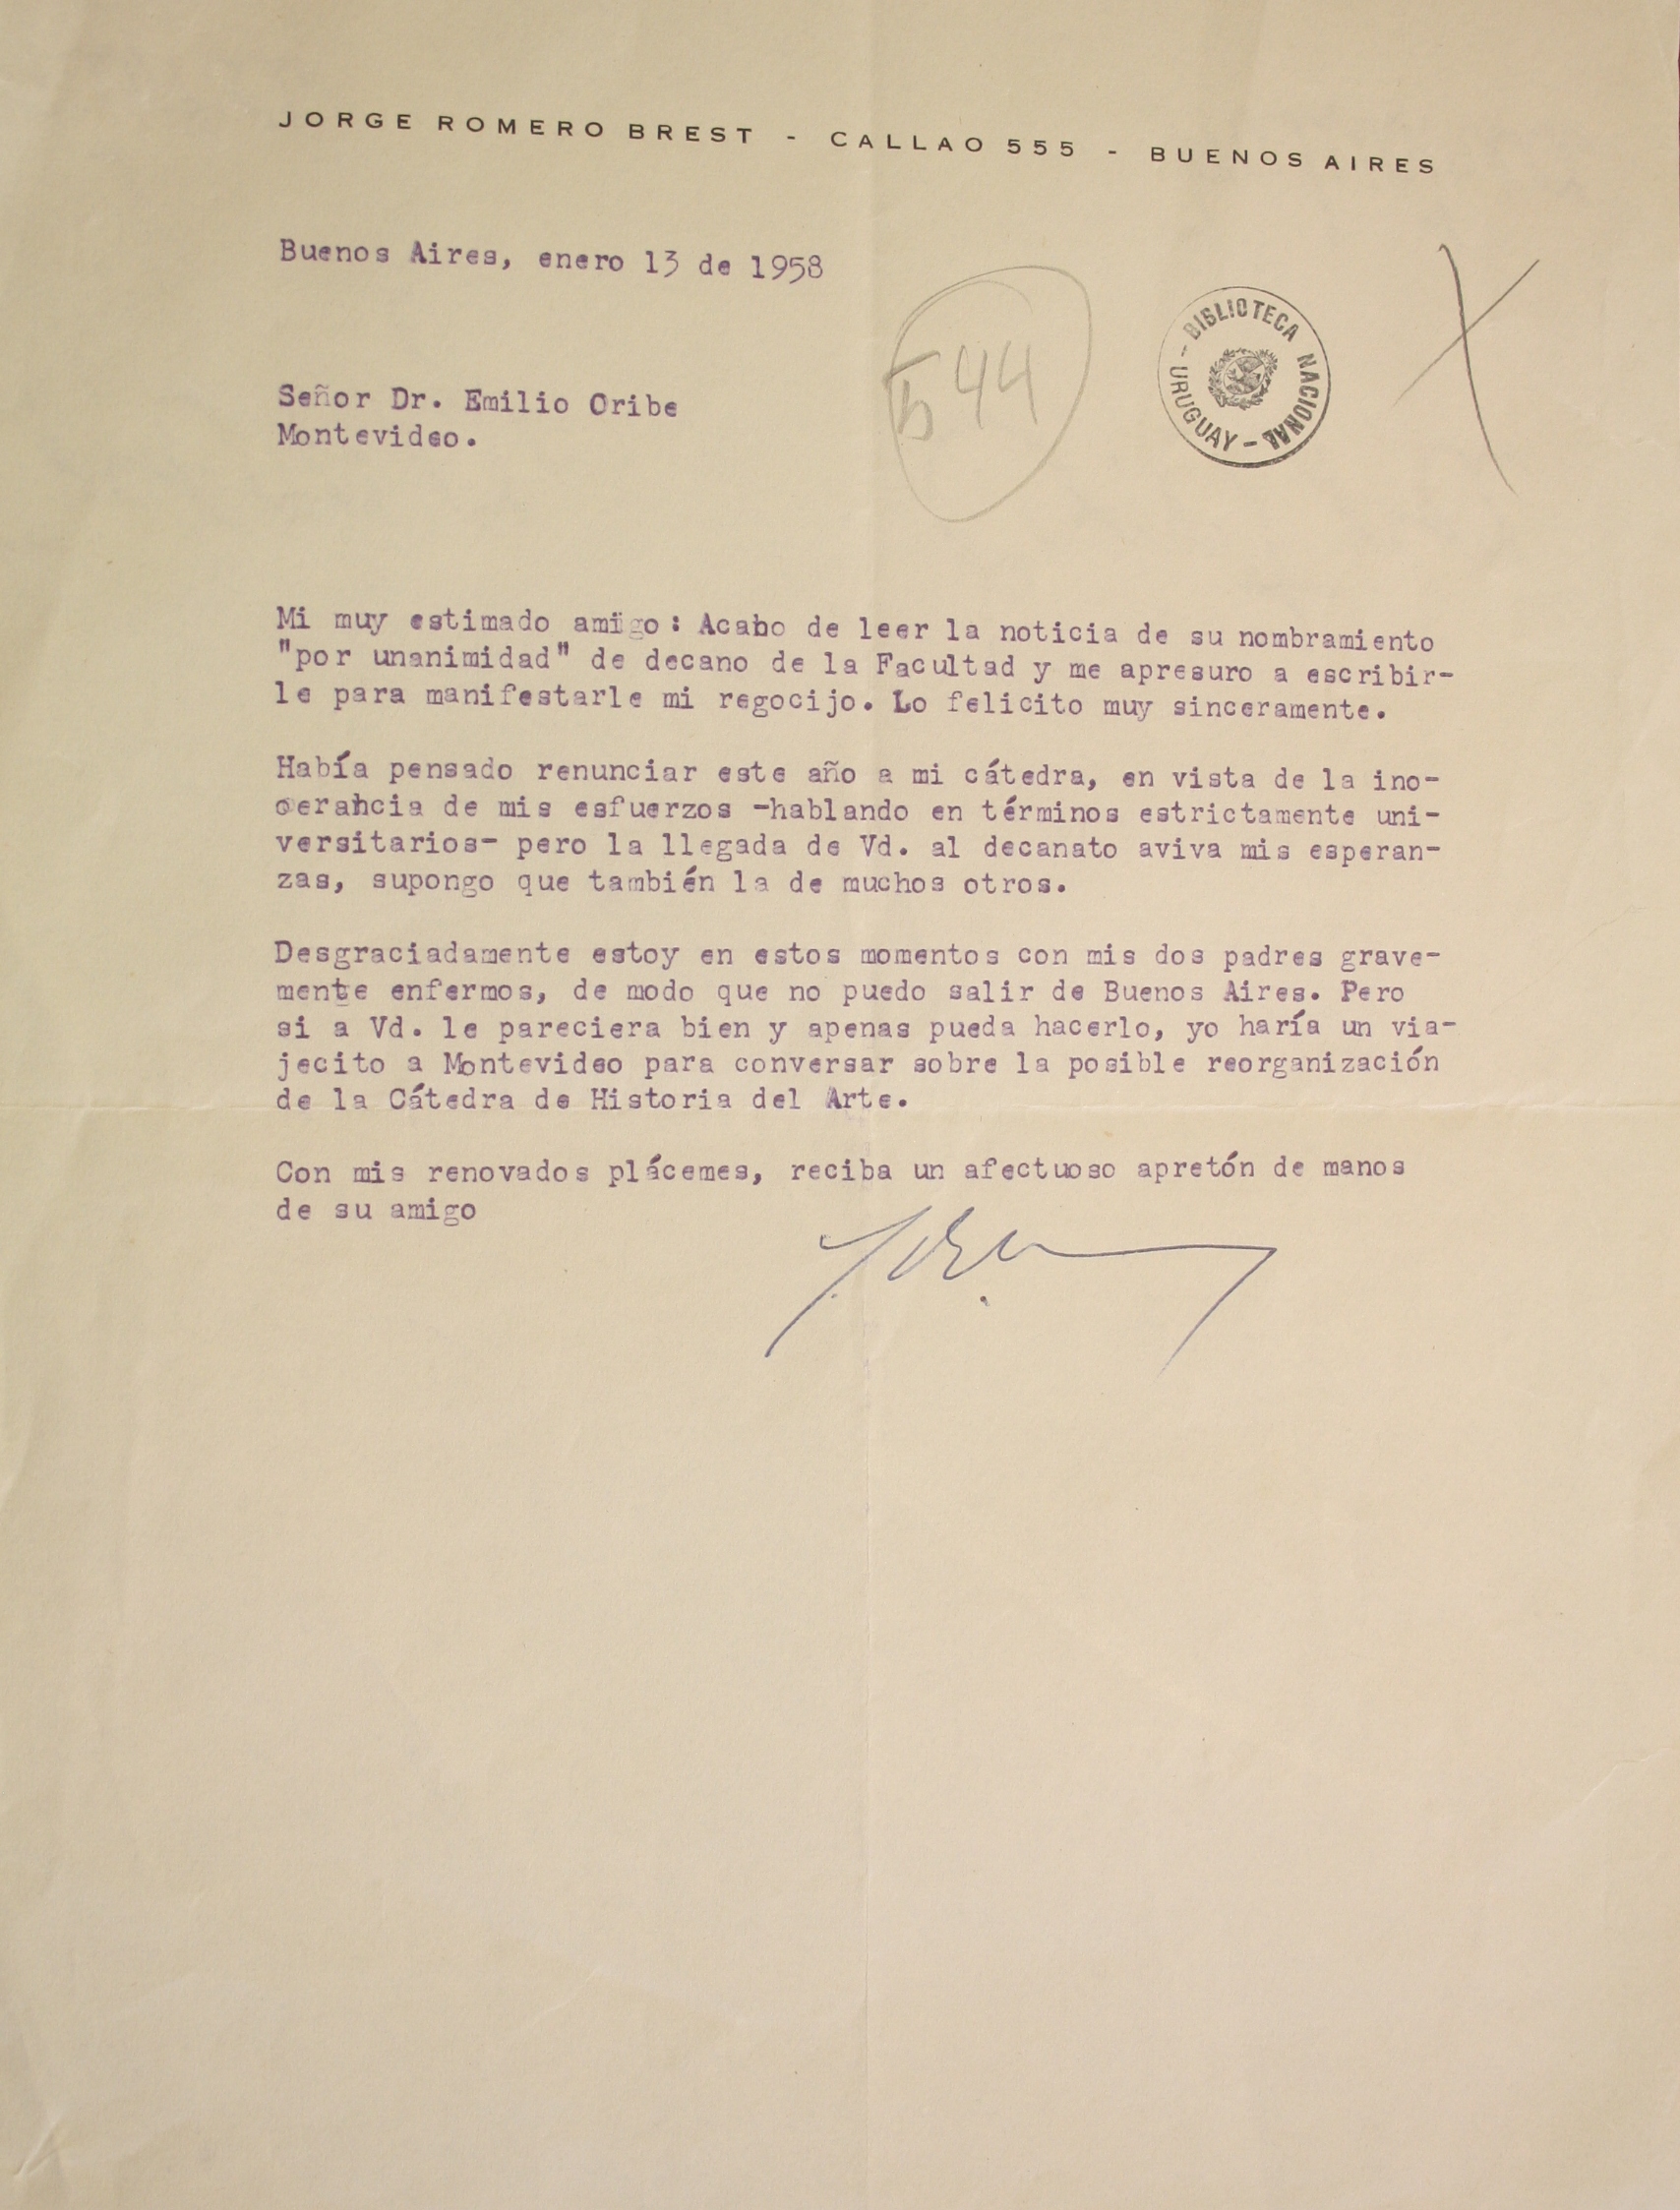 JORGE ROMERO BREST - CALLAO 555 - BUENOS AIRES
Buenos Aires, enero 13 de 1958
544
BIBLIOTECA NACIONAL - URUGUAY -
Señor Dr. Emilio Oribe
Montevideo.
Mi muy estimado amigo: Acabo de leer la noticia de su nombramiento
"por unanimidad" de decano de la Facultad y me apresuro a escribir-
le para manifestarle mi regocijo. Lo felicito muy sinceramente.
Había pensado renunciar este año a mi cátedra, en vista de la ino-
perancia de mis esfuerzos -hablando en términos estrictamente uni-
versitarios- pero la llegada de Vd. al decanato aviva mis esperan-
zas, supongo que también la de muchos otros.
Desgraciadamente estoy en estos momentos con mis dos padres grave-
mente enfermos, de modo que no puedo salir de Buenos Aires. Pero
si a Vd. le pareciera bien y apenas pueda hacerlo, yo haría un via-
jecito a Montevideo para conversar sobre la posible reorganización
de la Cátedra de Historia del Arte.
Con mis renovados plácemes, reciba un afectuoso apretón de manos
de su amigo